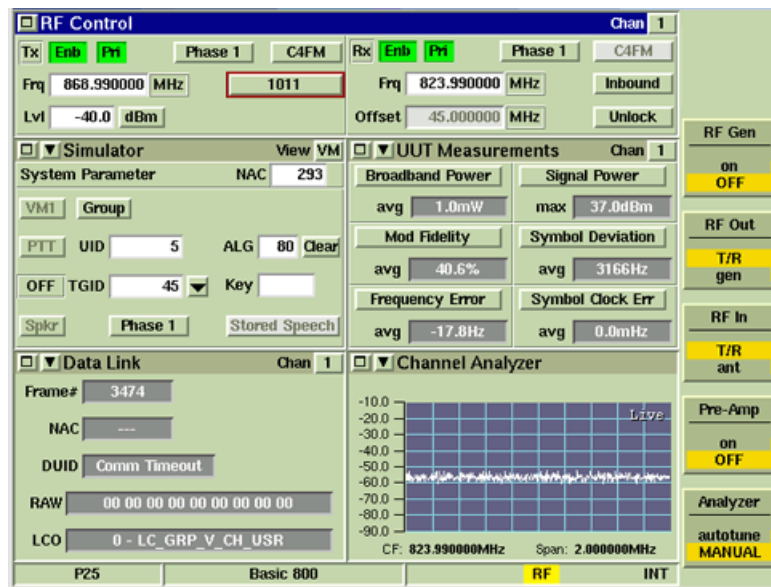 RF Control Chan 1
Tx Enb Pri Phase 1 C4FM Rx Enb Pri Phase 1 C4FM
Frq 868.990000 MHz 1011 Frq 823.990000 MHz Inbound
Lvl -40.0 dBm Offset 45.000000 MHz Unlock
Simulator View VM
System Parameter NAC 293
VM1 Group
PTT UID 5 ALG 80 Clear
OFF TGID 45 Key
Spkr Phase 1 Stored Speech
UUT Measurements Chan 1
Broadband Power Signal Power
avg 1.0mW max 37.0dBm
Mod Fidelity Symbol Deviation
avg 40.6% avg 3166Hz
Frequency Error Symbol Clock Err
avg -17.8Hz avg 0.0mHz
Data Link Chan 1
Frame# 3474
NAC ---
DUID Comm Timeout
RAW 00 00 00 00 00 00 00 00 00
LCO 0 - LC_GRP_V_CH_USR
Channel Analyzer
Live
-10.0
-20.0
-30.0
-40.0
-50.0
-60.0
-70.0
-80.0
-90.0
CF: 823.990000MHz Span: 2.000000MHz
RF Gen
on
OFF
RF Out
T/R
gen
RF In
T/R
ant
Pre-Amp
on
OFF
Analyzer
autotune
MANUAL
P25 Basic 800 RF INT